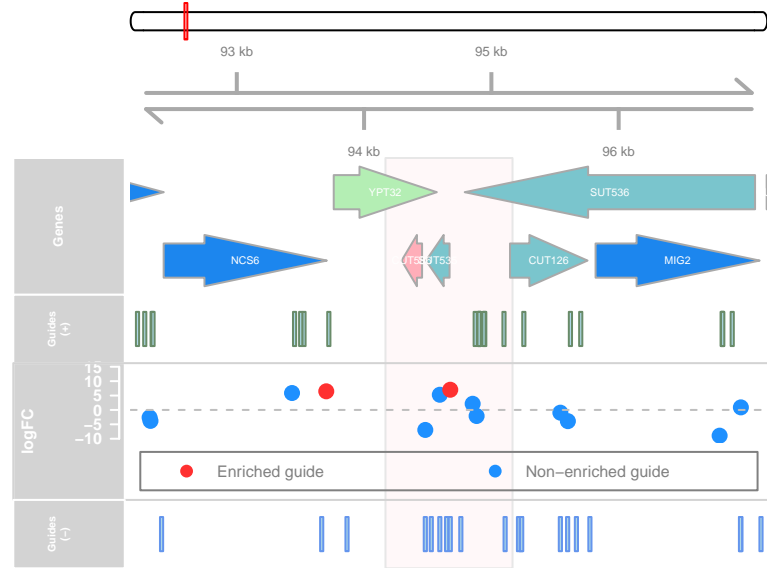 93 kb
95 kb
94 kb
96 kb
Genes
YPT32
SUT536
NCS6
CUT126
MIG2
Guides
(+)
logFC
15
10
5
0
−5
−10
Enriched guide
Non−enriched guide
Guides
(−)